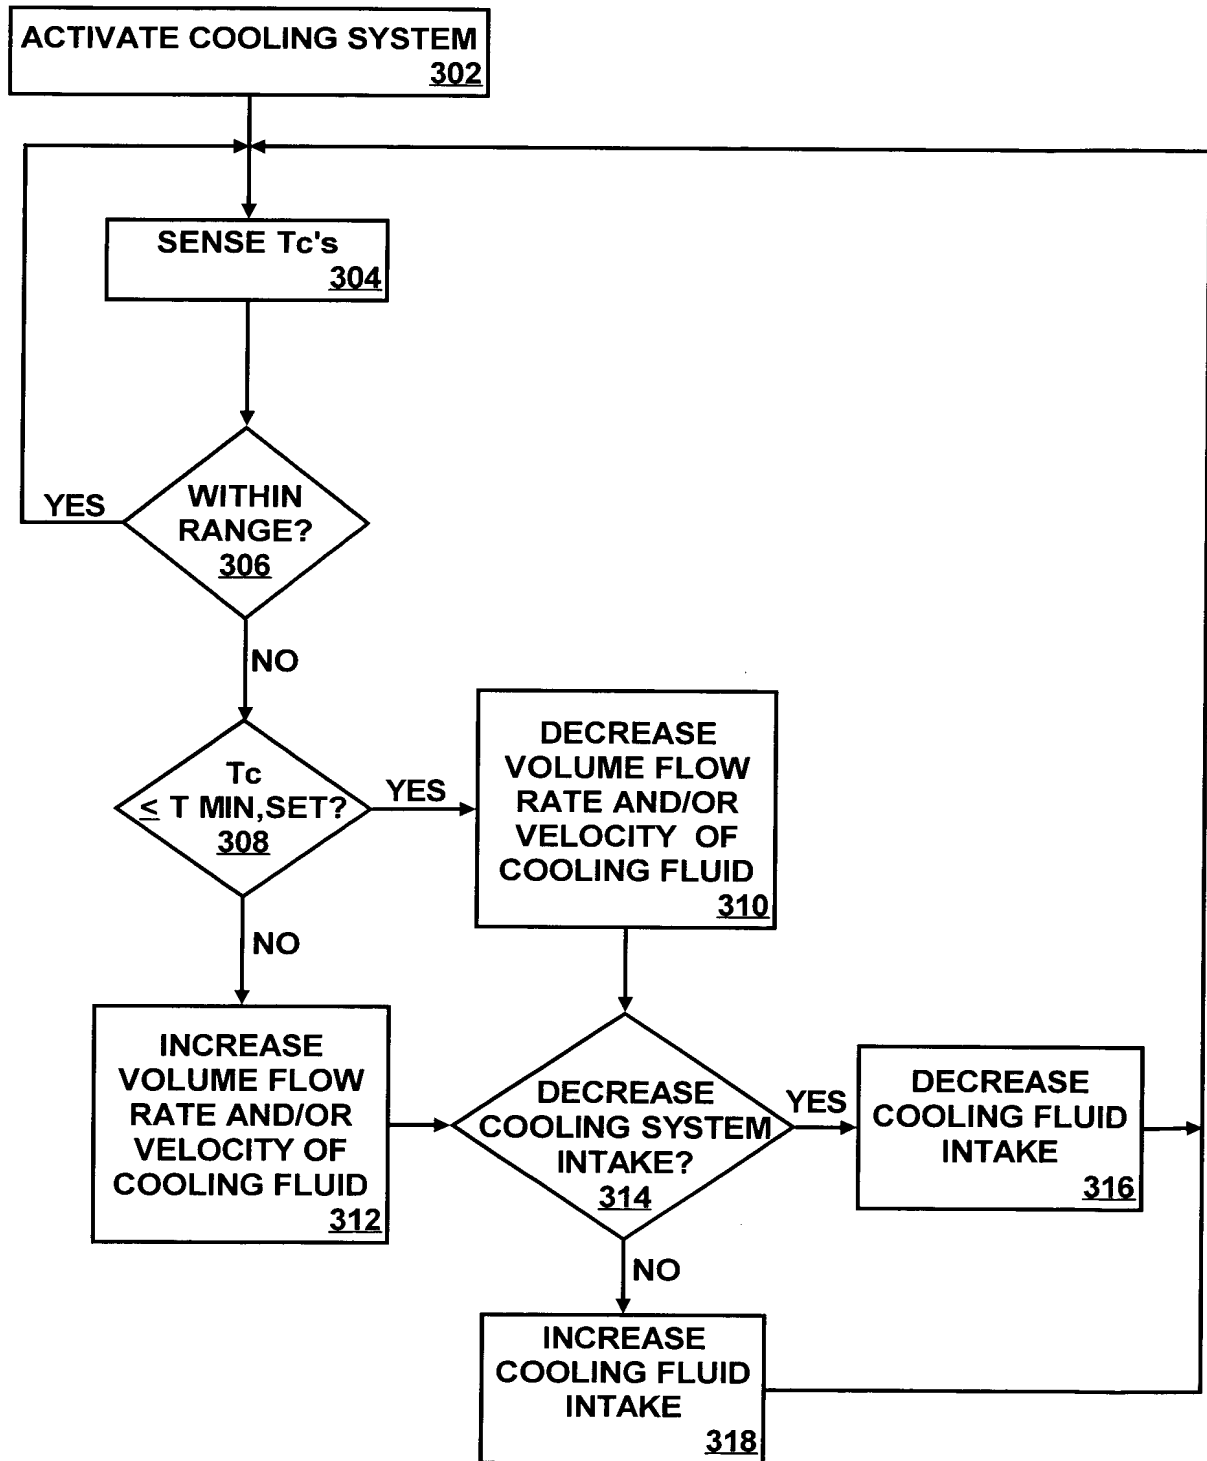 ACTIVATE COOLING SYSTEM
302
SENSE Tc's
304
YES
WITHIN
RANGE?
306
NO
Tc
≤ T MIN,SET?
308
YES
DECREASE
VOLUME FLOW
RATE AND/OR
VELOCITY OF
COOLING FLUID
310
NO
INCREASE
VOLUME FLOW
RATE AND/OR
VELOCITY OF
COOLING FLUID
312
DECREASE
COOLING SYSTEM
INTAKE?
314
YES
DECREASE
COOLING FLUID
INTAKE
316
NO
INCREASE
COOLING FLUID
INTAKE
318